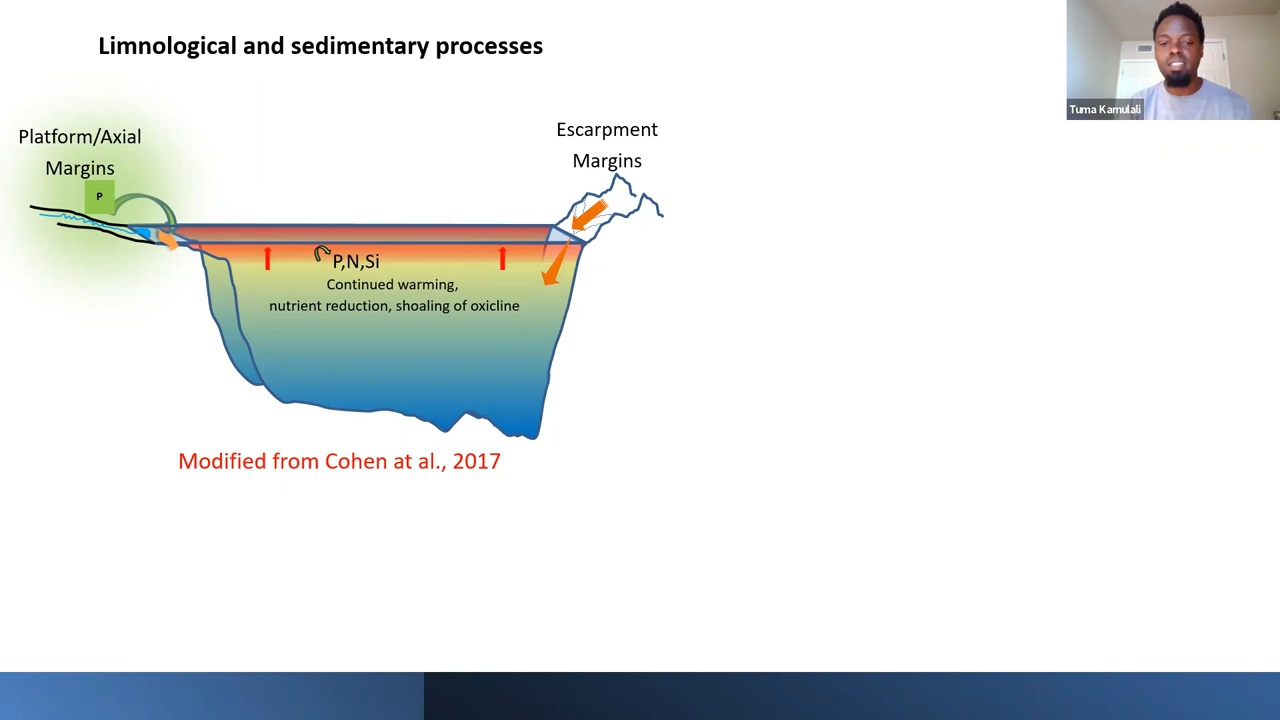 Limnological and sedimentary processes
Tuma Kamulali
Platform/Axial
Margins
Escarpment
Margins
P
P,N,Si
Continued warming,
nutrient reduction, shoaling of oxicline
Modified from Cohen at al., 2017